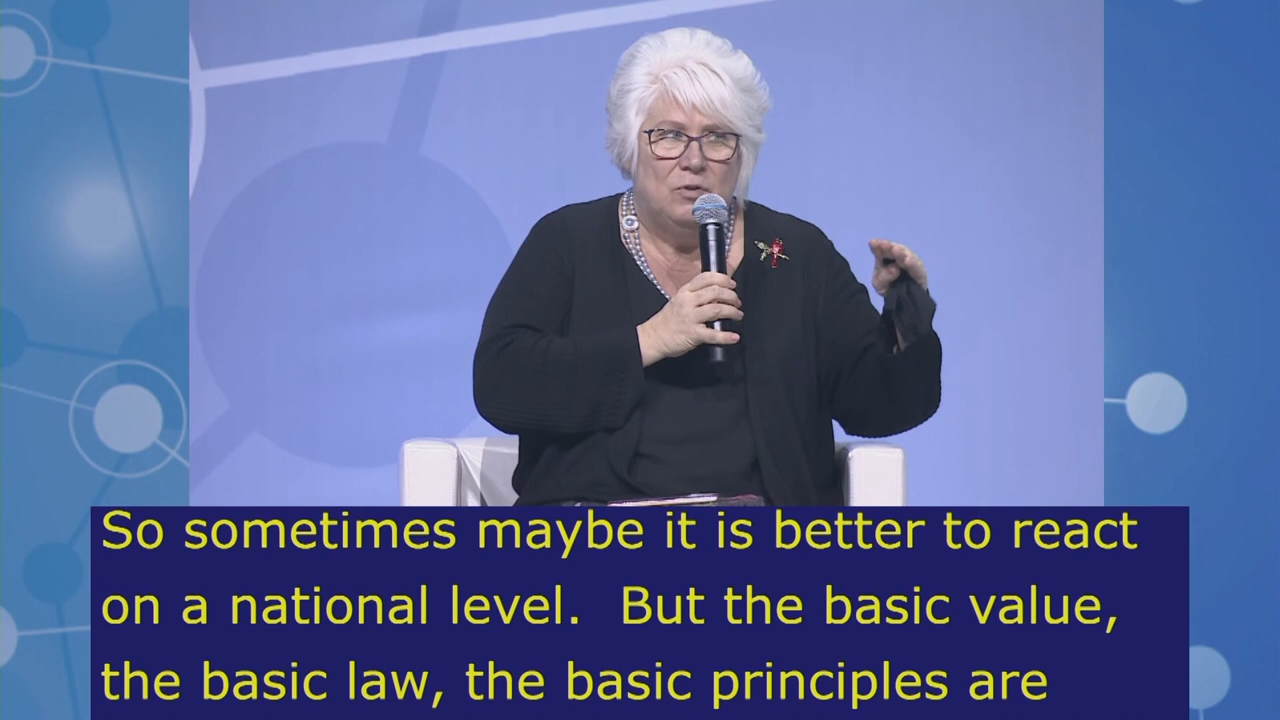 So sometimes maybe it is better to react
on a national level.  But the basic value,
the basic law, the basic principles are